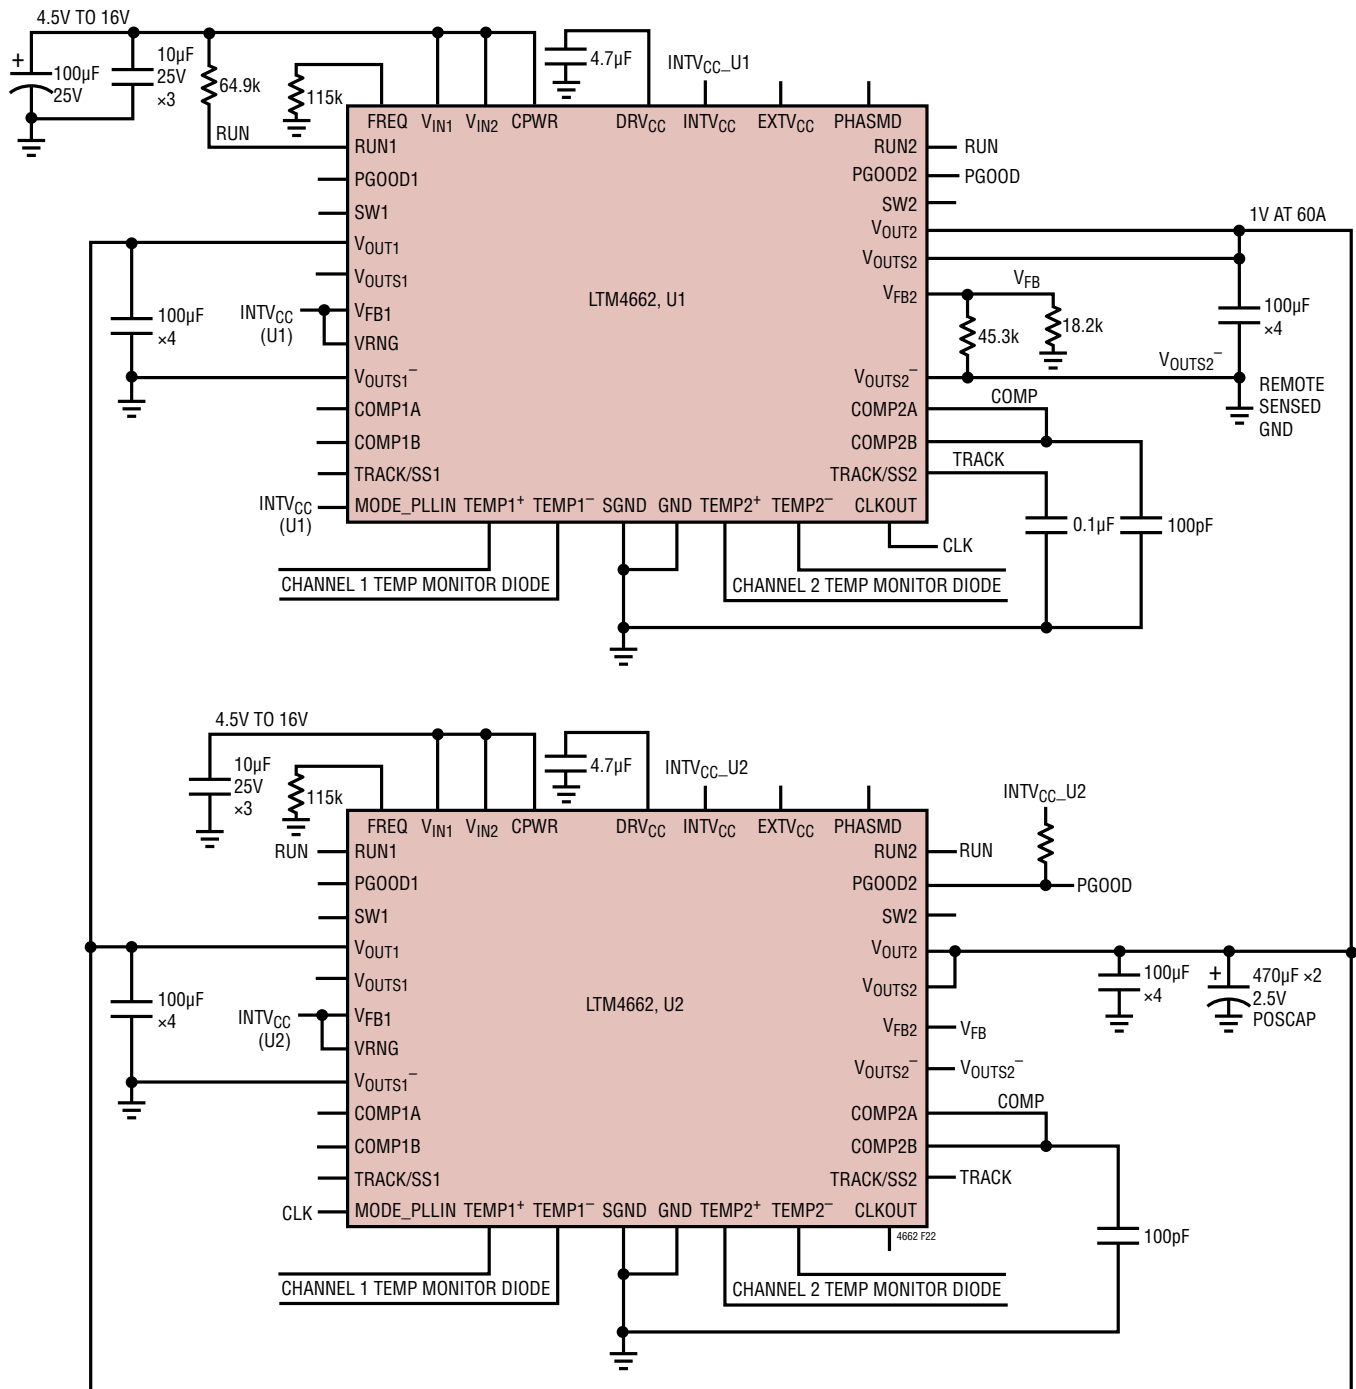 4.5V TO 16V
+
100µF
25V
10µF
25V
×3
64.9k
115k
4.7µF
INTVCC_U1
RUN
FREQ VIN1 VIN2 CPWR DRVCC INTVCC EXTVCC PHASMD
RUN1
PGOOD1
SW1
VOUT1
VOUTS1
VFB1
VRNG
VOUTS1–
COMP1A
COMP1B
TRACK/SS1
MODE_PLLIN TEMP1+ TEMP1– SGND GND TEMP2+ TEMP2– CLKOUT
LTM4662, U1
RUN2
PGOOD2
SW2
VOUT2
VOUTS2
VFB2
VOUTS2–
COMP2A
COMP2B
TRACK/SS2
RUN
PGOOD
1V AT 60A
VFB
45.3k
18.2k
100µF
×4
VOUTS2–
REMOTE
SENSED
GND
COMP
TRACK
0.1µF
100pF
CLK
100µF
×4
INTVCC
(U1)
INTVCC
(U1)
CHANNEL 1 TEMP MONITOR DIODE
CHANNEL 2 TEMP MONITOR DIODE
4.5V TO 16V
10µF
25V
×3
115k
4.7µF
INTVCC_U2
INTVCC_U2
FREQ VIN1 VIN2 CPWR DRVCC INTVCC EXTVCC PHASMD
RUN
RUN1
PGOOD1
SW1
VOUT1
VOUTS1
VFB1
VRNG
VOUTS1–
COMP1A
COMP1B
TRACK/SS1
MODE_PLLIN TEMP1+ TEMP1– SGND GND TEMP2+ TEMP2– CLKOUT
LTM4662, U2
RUN2
PGOOD2
SW2
VOUT2
VOUTS2
VFB2
VOUTS2–
COMP2A
COMP2B
TRACK/SS2
RUN
PGOOD
100µF
×4
+
470µF ×2
2.5V
POSCAP
VFB
VOUTS2–
COMP
TRACK
100pF
100µF
×4
INTVCC
(U2)
CLK
4662 F22
CHANNEL 1 TEMP MONITOR DIODE
CHANNEL 2 TEMP MONITOR DIODE